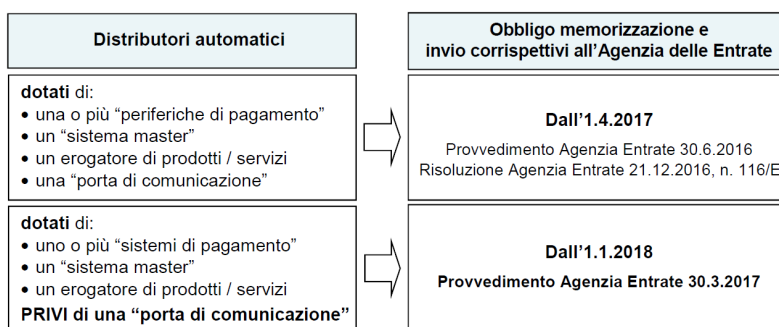 Distributori automatici
Obbligo memorizzazione e
invio corrispettivi all'Agenzia delle Entrate
dotati di:
• una o più “periferiche di pagamento”
• un “sistema master”
• un erogatore di prodotti / servizi
• una “porta di comunicazione”
Dall'1.4.2017
Provvedimento Agenzia Entrate 30.6.2016
Risoluzione Agenzia Entrate 21.12.2016, n. 116/E
dotati di:
• uno o più “sistemi di pagamento”
• un “sistema master”
• un erogatore di prodotti / servizi
PRIVI di una “porta di comunicazione”
Dall'1.1.2018
Provvedimento Agenzia Entrate 30.3.2017